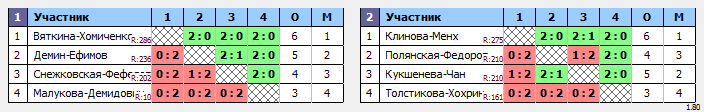 1 Участник 1 2 3 4 О М
1 Вяткина-Хомиченко R:286 2:0 2:0 2:0 6 1
2 Демин-Ефимов R:236 0:2 2:1 2:0 5 2
3 Снежковская-Фефе R:202 0:2 1:2 2:0 4 3
4 Малукова-Демидов R:10 0:2 0:2 0:2 3 4
2 Участник 1 2 3 4 О М
1 Клинова-Менх R:275 2:0 2:1 2:0 6 1
2 Полянская-Федоро R:210 0:2 1:2 2:0 4 3
3 Кукшенева-Чан R:210 1:2 2:1 2:0 5 2
4 Толстикова-Хохри R:161 0:2 0:2 0:2 3 4
1.80